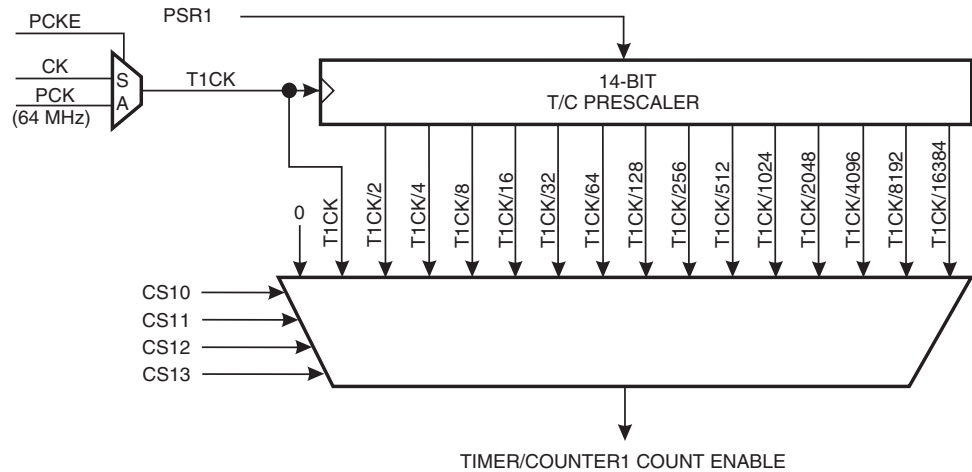 PSR1
PCKE
CK
PCK
(64 MHz)
S
A
T1CK
14-BIT
T/C PRESCALER
0
T1CK
T1CK/2
T1CK/4
T1CK/8
T1CK/16
T1CK/32
T1CK/64
T1CK/128
T1CK/256
T1CK/512
T1CK/1024
T1CK/2048
T1CK/4096
T1CK/8192
T1CK/16384
CS10
CS11
CS12
CS13
TIMER/COUNTER1 COUNT ENABLE